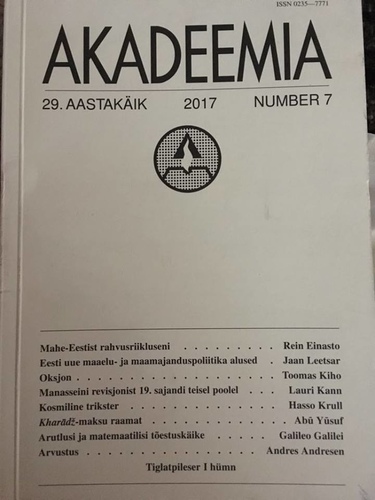 ISSN 0235—7771
AKADEEMIA
29. AASTAKÄIK 2017 NUMBER 7
A
Mahe-Eestist rahvusriikluseni . . . . . . . . . Rein Einasto
Eesti uue maaelu- ja maamajanduspoliitika alused . Jaan Leetsar
Oksjon . . . . . . . . . . . . . . . . . . Toomas Kiho
Manasseini revisjonist 19. sajandi teisel poolel . . . Lauri Kann
Kosmiline trikster . . . . . . . . . . . . . Hasso Krull
Kharādž-maksu raamat . . . . . . . . . . . Abū Yūsuf
Arutlusi ja matemaatilisi tõestuskäike . . . Galileo Galilei
Arvustus . . . . . . . . . . . . . . . Andres Andresen
Tiglatpileser I hümn